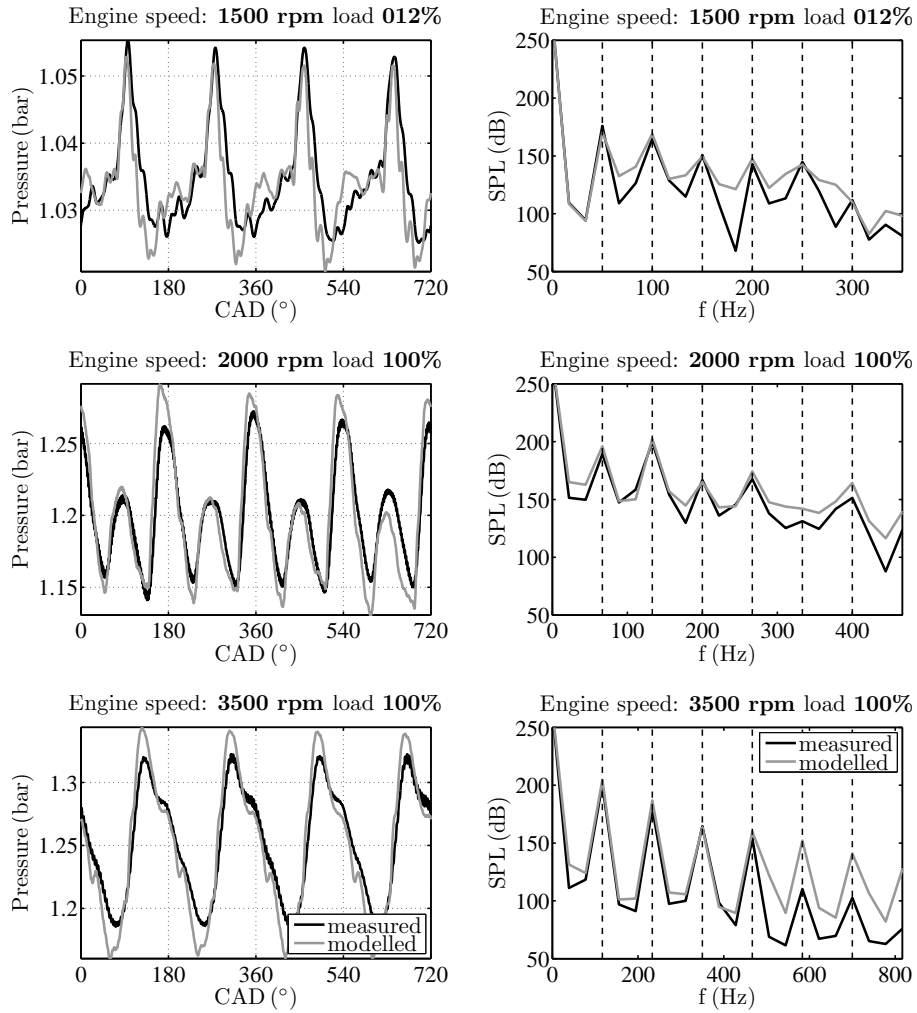 Engine speed: 1500 rpm load 012%
Pressure (bar)
1.05
1.04
1.03
0 180 360 540 720
CAD (°)
Engine speed: 1500 rpm load 012%
SPL (dB)
250
200
150
100
50
0 100 200 300
f (Hz)
Engine speed: 2000 rpm load 100%
Pressure (bar)
1.25
1.2
1.15
0 180 360 540 720
CAD (°)
Engine speed: 2000 rpm load 100%
SPL (dB)
250
200
150
100
50
0 100 200 300 400
f (Hz)
Engine speed: 3500 rpm load 100%
Pressure (bar)
1.3
1.25
1.2
measured
modelled
0 180 360 540 720
CAD (°)
Engine speed: 3500 rpm load 100%
SPL (dB)
250
200
150
100
50
measured
modelled
0 200 400 600 800
f (Hz)